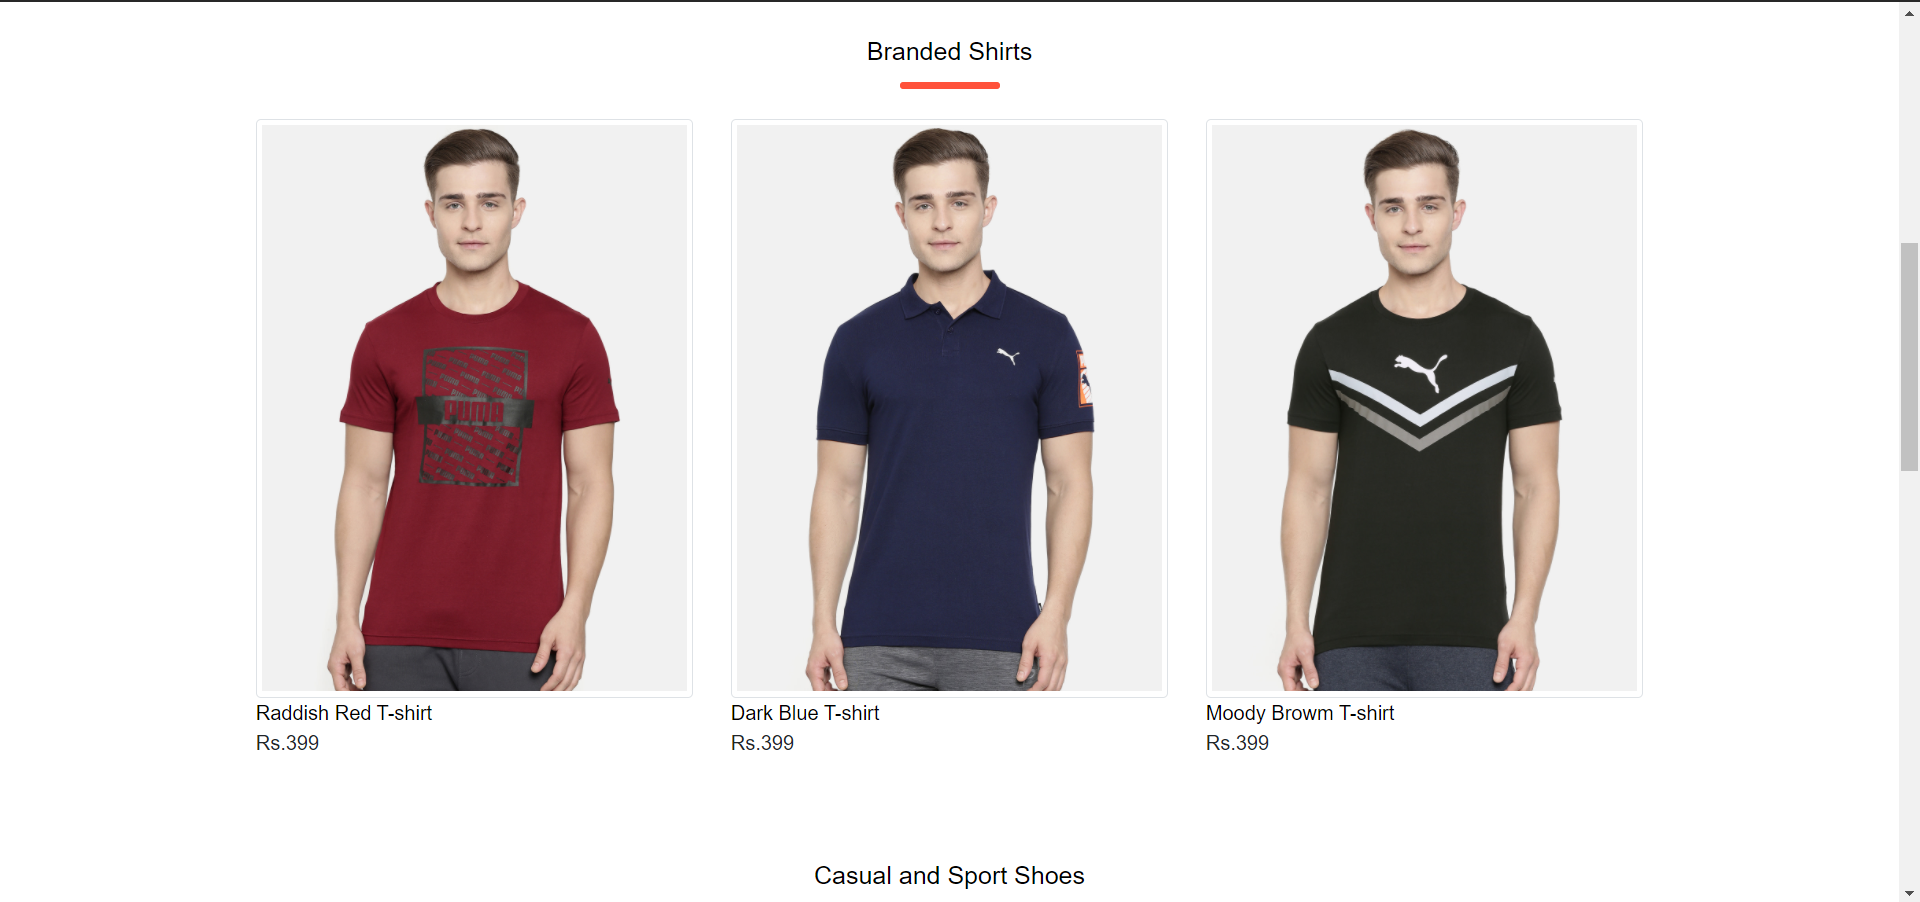 Branded Shirts
PUMA
Raddish Red T-shirt
Rs.399
Dark Blue T-shirt
Rs.399
Moody Browm T-shirt
Rs.399
Casual and Sport Shoes